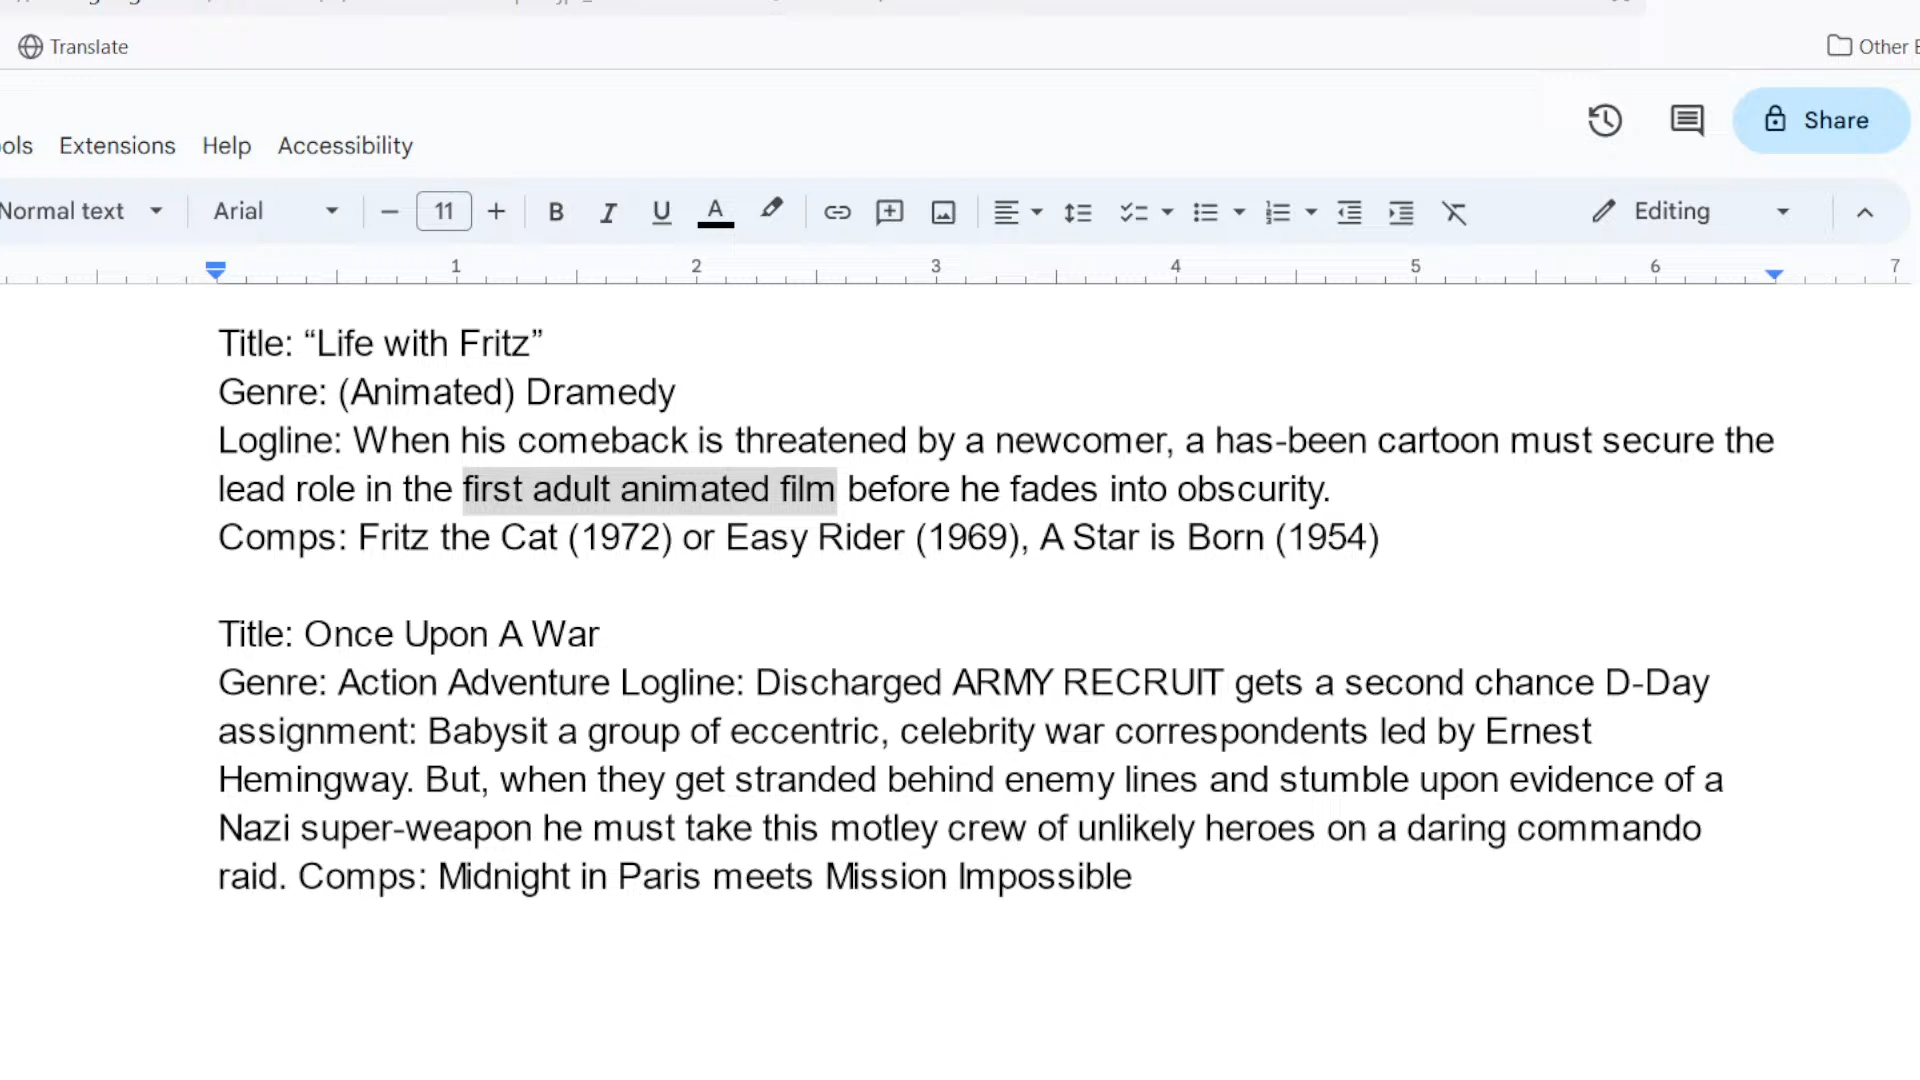 Translate
Other
ols Extensions Help Accessibility
Share
Normal text Arial 11 B I U A Editing
1 2 3 4 5 6 7
Title: “Life with Fritz”
Genre: (Animated) Dramedy
Logline: When his comeback is threatened by a newcomer, a has-been cartoon must secure the
lead role in the first adult animated film before he fades into obscurity.
Comps: Fritz the Cat (1972) or Easy Rider (1969), A Star is Born (1954)
Title: Once Upon A War
Genre: Action Adventure Logline: Discharged ARMY RECRUIT gets a second chance D-Day
assignment: Babysit a group of eccentric, celebrity war correspondents led by Ernest
Hemingway. But, when they get stranded behind enemy lines and stumble upon evidence of a
Nazi super-weapon he must take this motley crew of unlikely heroes on a daring commando
raid. Comps: Midnight in Paris meets Mission Impossible